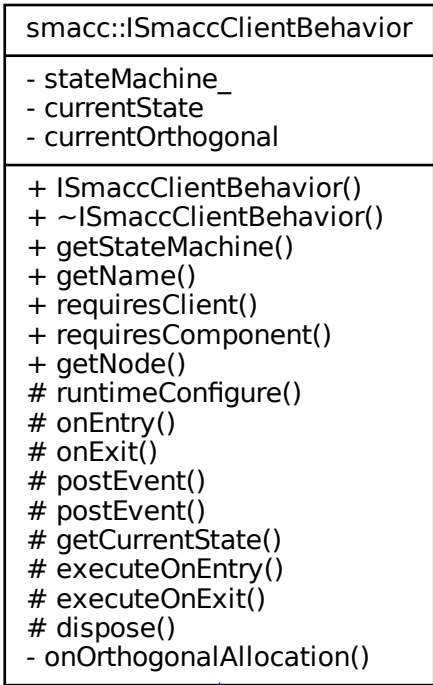 smacc::ISmaccClientBehavior
- stateMachine_
- currentState
- currentOrthogonal
+ ISmaccClientBehavior()
+ ~ISmaccClientBehavior()
+ getStateMachine()
+ getName()
+ requiresClient()
+ requiresComponent()
+ getNode()
# runtimeConfigure()
# onEntry()
# onExit()
# postEvent()
# postEvent()
# getCurrentState()
# executeOnEntry()
# executeOnExit()
# dispose()
- onOrthogonalAllocation()